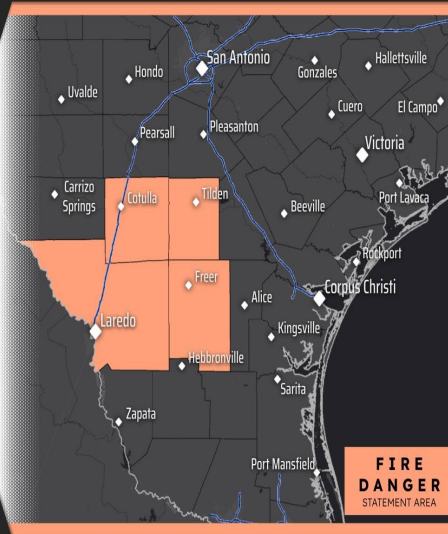 San Antonio
Hondo
Gonzales
Hallettsville
Uvalde
Cuero
El Campo
Pearsall
Pleasanton
Victoria
Carrizo
Springs
Cotulla
Tilden
Beeville
Port Lavaca
Rockport
Freer
Alice
Corpus Christi
Laredo
Kingsville
Hebbronville
Sarita
Zapata
Port Mansfield
FIRE
DANGER
STATEMENT AREA